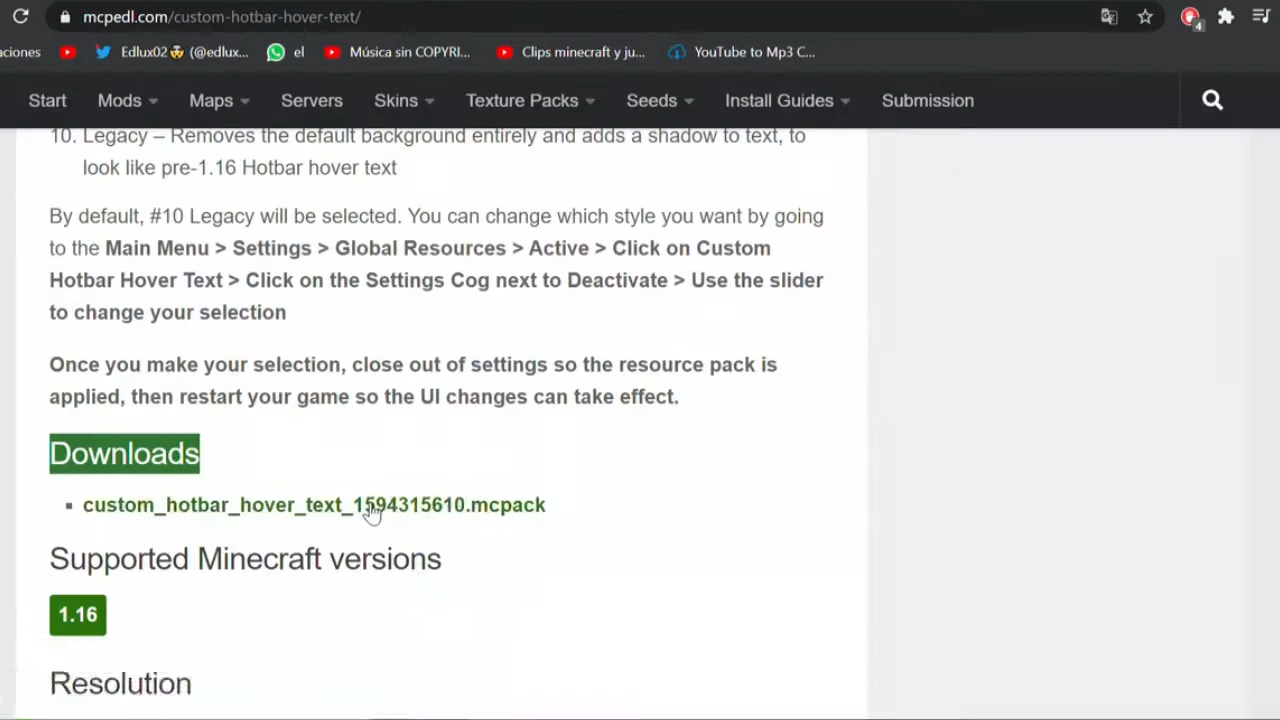 mcpedl.com/custom-hotbar-hover-text/
4
aciones
Edlux02🤯 (@edlux...
el
Música sin COPYRI...
Clips minecraft y ju...
YouTube to Mp3 C...
Start
Mods
Maps
Servers
Skins
Texture Packs
Seeds
Install Guides
Submission
10. Legacy – Removes the default background entirely and adds a shadow to text, to
look like pre-1.16 Hotbar hover text
By default, #10 Legacy will be selected. You can change which style you want by going
to the Main Menu > Settings > Global Resources > Active > Click on Custom
Hotbar Hover Text > Click on the Settings Cog next to Deactivate > Use the slider
to change your selection
Once you make your selection, close out of settings so the resource pack is
applied, then restart your game so the UI changes can take effect.
Downloads
▪ custom_hotbar_hover_text_1594315610.mcpack
Supported Minecraft versions
1.16
Resolution